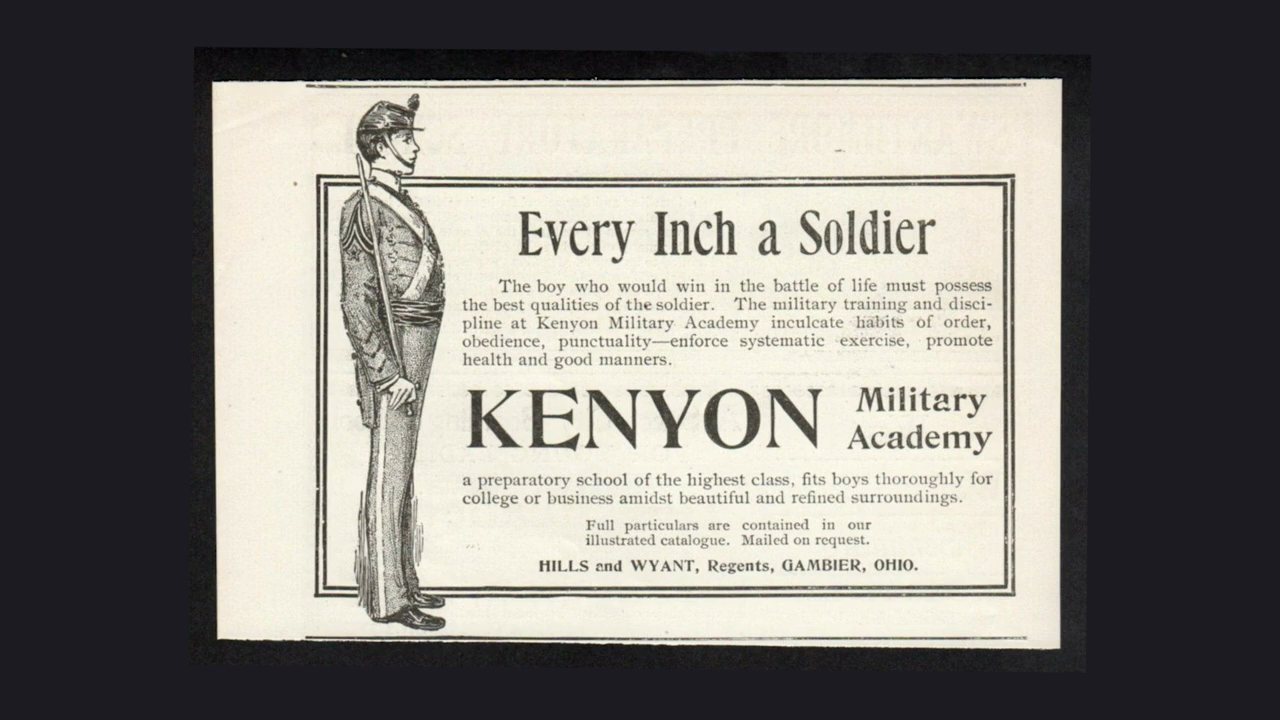 Every Inch a Soldier
The boy who would win in the battle of life must possess
the best qualities of the soldier. The military training and disci-
pline at Kenyon Military Academy inculcate habits of order,
obedience, punctuality—enforce systematic exercise, promote
health and good manners.
KENYON Military
Academy
a preparatory school of the highest class, fits boys thoroughly for
college or business amidst beautiful and refined surroundings.
Full particulars are contained in our
illustrated catalogue. Mailed on request.
HILLS and WYANT, Regents, GAMBIER, OHIO.